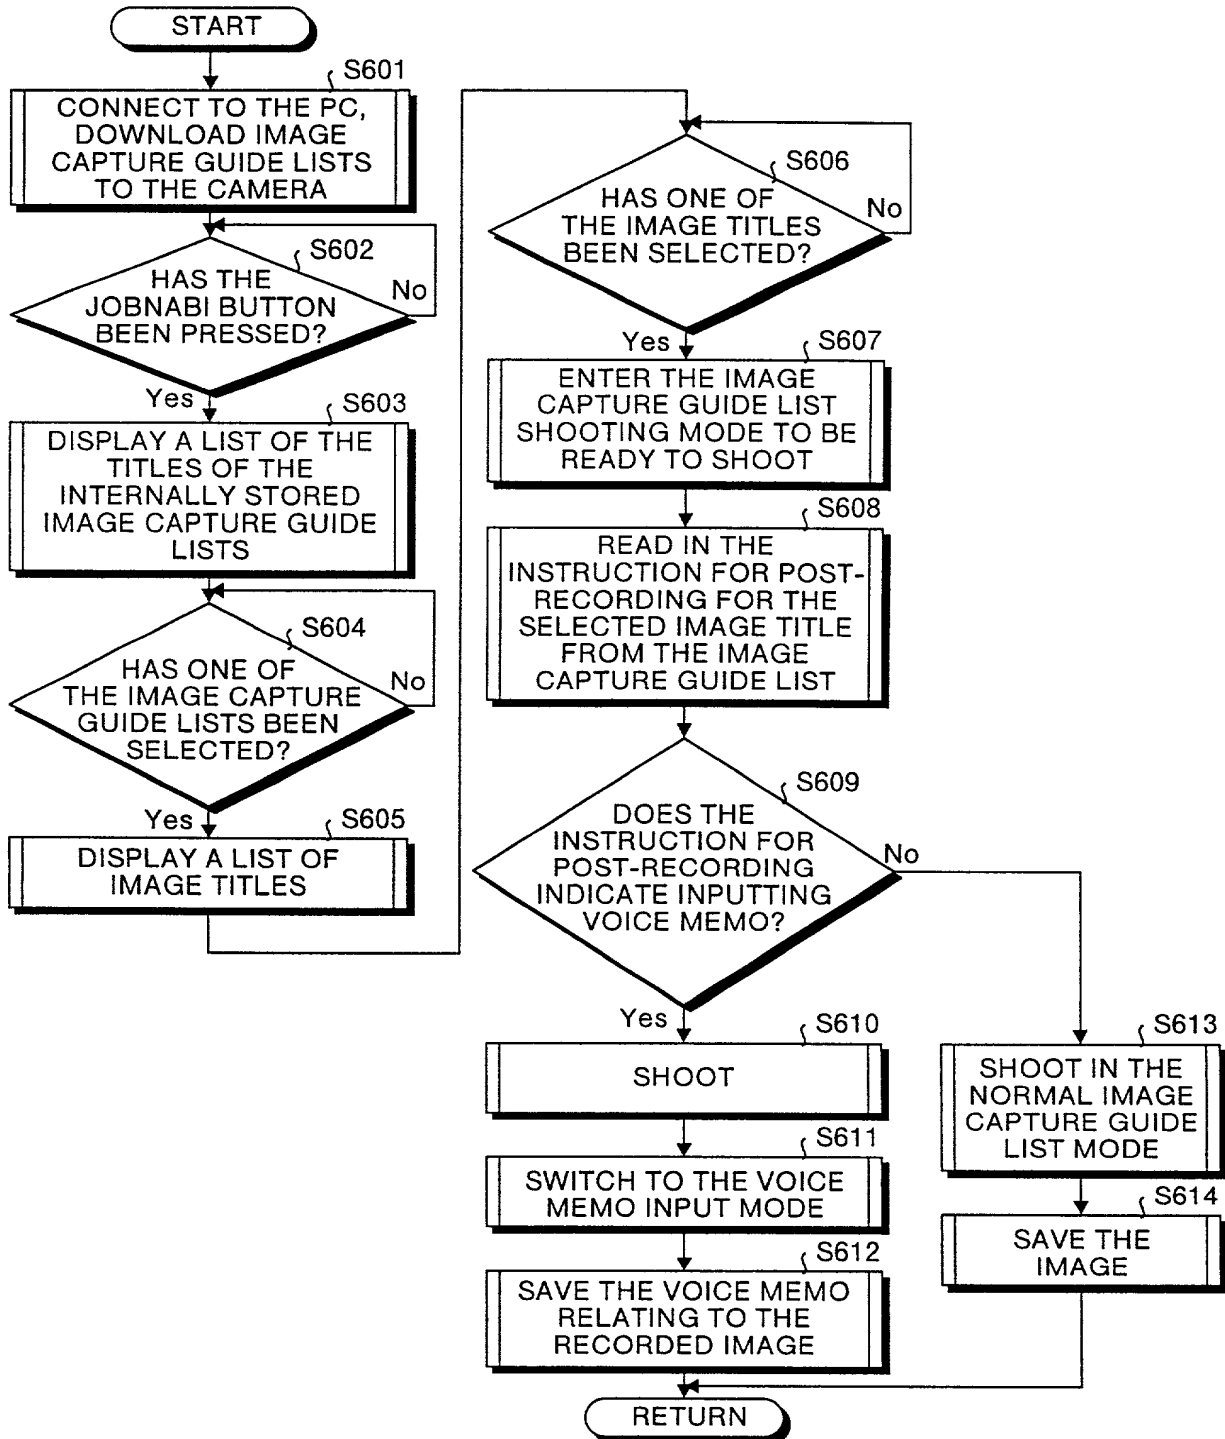 START
S601
CONNECT TO THE PC,
DOWNLOAD IMAGE
CAPTURE GUIDE LISTS
TO THE CAMERA
S602
HAS THE
JOBNABI BUTTON
BEEN PRESSED?
No
Yes
S603
DISPLAY A LIST OF THE
TITLES OF THE
INTERNALLY STORED
IMAGE CAPTURE GUIDE
LISTS
S604
HAS ONE OF
THE IMAGE CAPTURE
GUIDE LISTS BEEN
SELECTED?
No
Yes
S605
DISPLAY A LIST OF
IMAGE TITLES
S606
HAS ONE OF
THE IMAGE TITLES
BEEN SELECTED?
No
Yes
S607
ENTER THE IMAGE
CAPTURE GUIDE LIST
SHOOTING MODE TO BE
READY TO SHOOT
S608
READ IN THE
INSTRUCTION FOR POST-
RECORDING FOR THE
SELECTED IMAGE TITLE
FROM THE IMAGE
CAPTURE GUIDE LIST
S609
DOES THE
INSTRUCTION FOR
POST-RECORDING
INDICATE INPUTTING
VOICE MEMO?
No
Yes
S610
SHOOT
S611
SWITCH TO THE VOICE
MEMO INPUT MODE
S612
SAVE THE VOICE MEMO
RELATING TO THE
RECORDED IMAGE
S613
SHOOT IN THE
NORMAL IMAGE
CAPTURE GUIDE
LIST MODE
S614
SAVE THE
IMAGE
RETURN